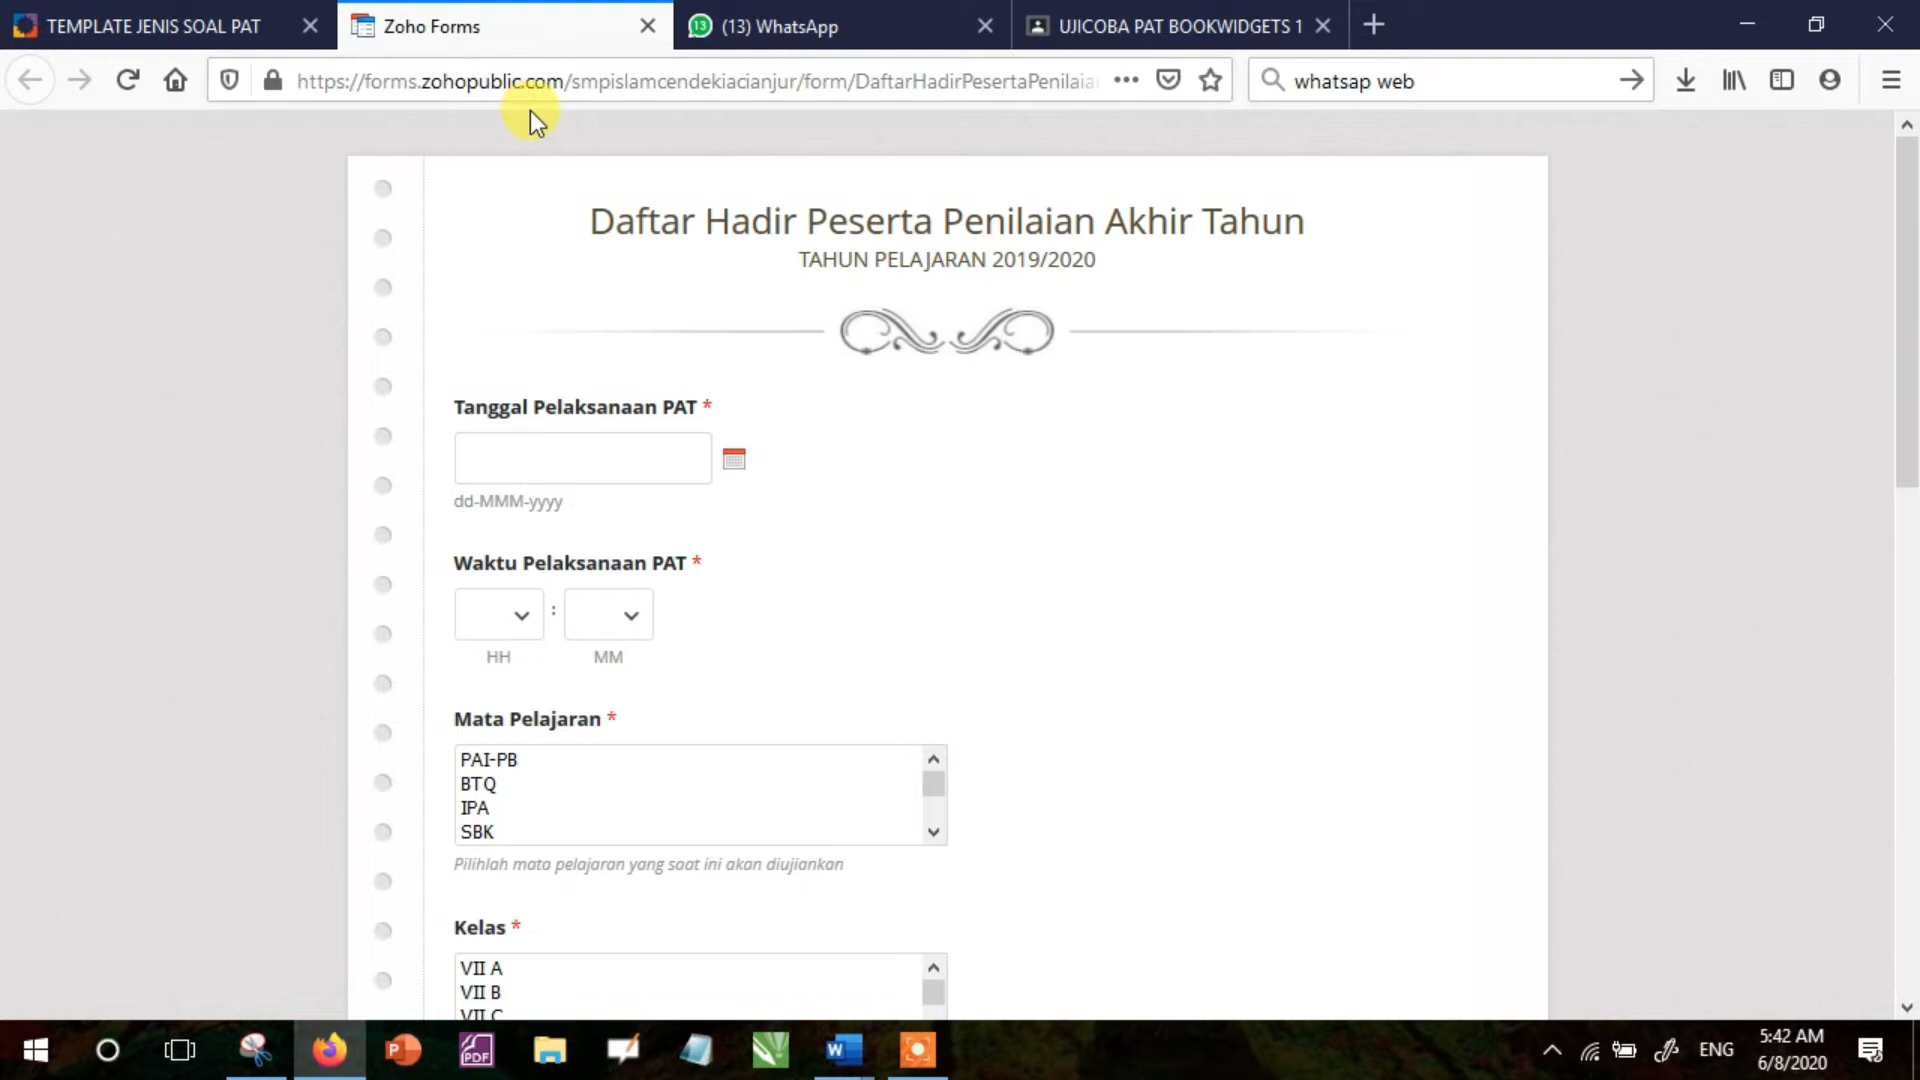 TEMPLATE JENIS SOAL PAT
Zoho Forms
(13) WhatsApp
UJICOBA PAT BOOKWIDGETS 1
https://forms.zohopublic.com/smpislamcendekiacianjur/form/DaftarHadirPesertaPenilaia
whatsap web
Daftar Hadir Peserta Penilaian Akhir Tahun
TAHUN PELAJARAN 2019/2020
Tanggal Pelaksanaan PAT *
dd-MMM-yyyy
Waktu Pelaksanaan PAT *
:
HH MM
Mata Pelajaran *
PAI-PB
BTQ
IPA
SBK
Pilihlah mata pelajaran yang saat ini akan diujiankan
Kelas *
VII A
VII B
VII C
ENG
5:42 AM
6/8/2020